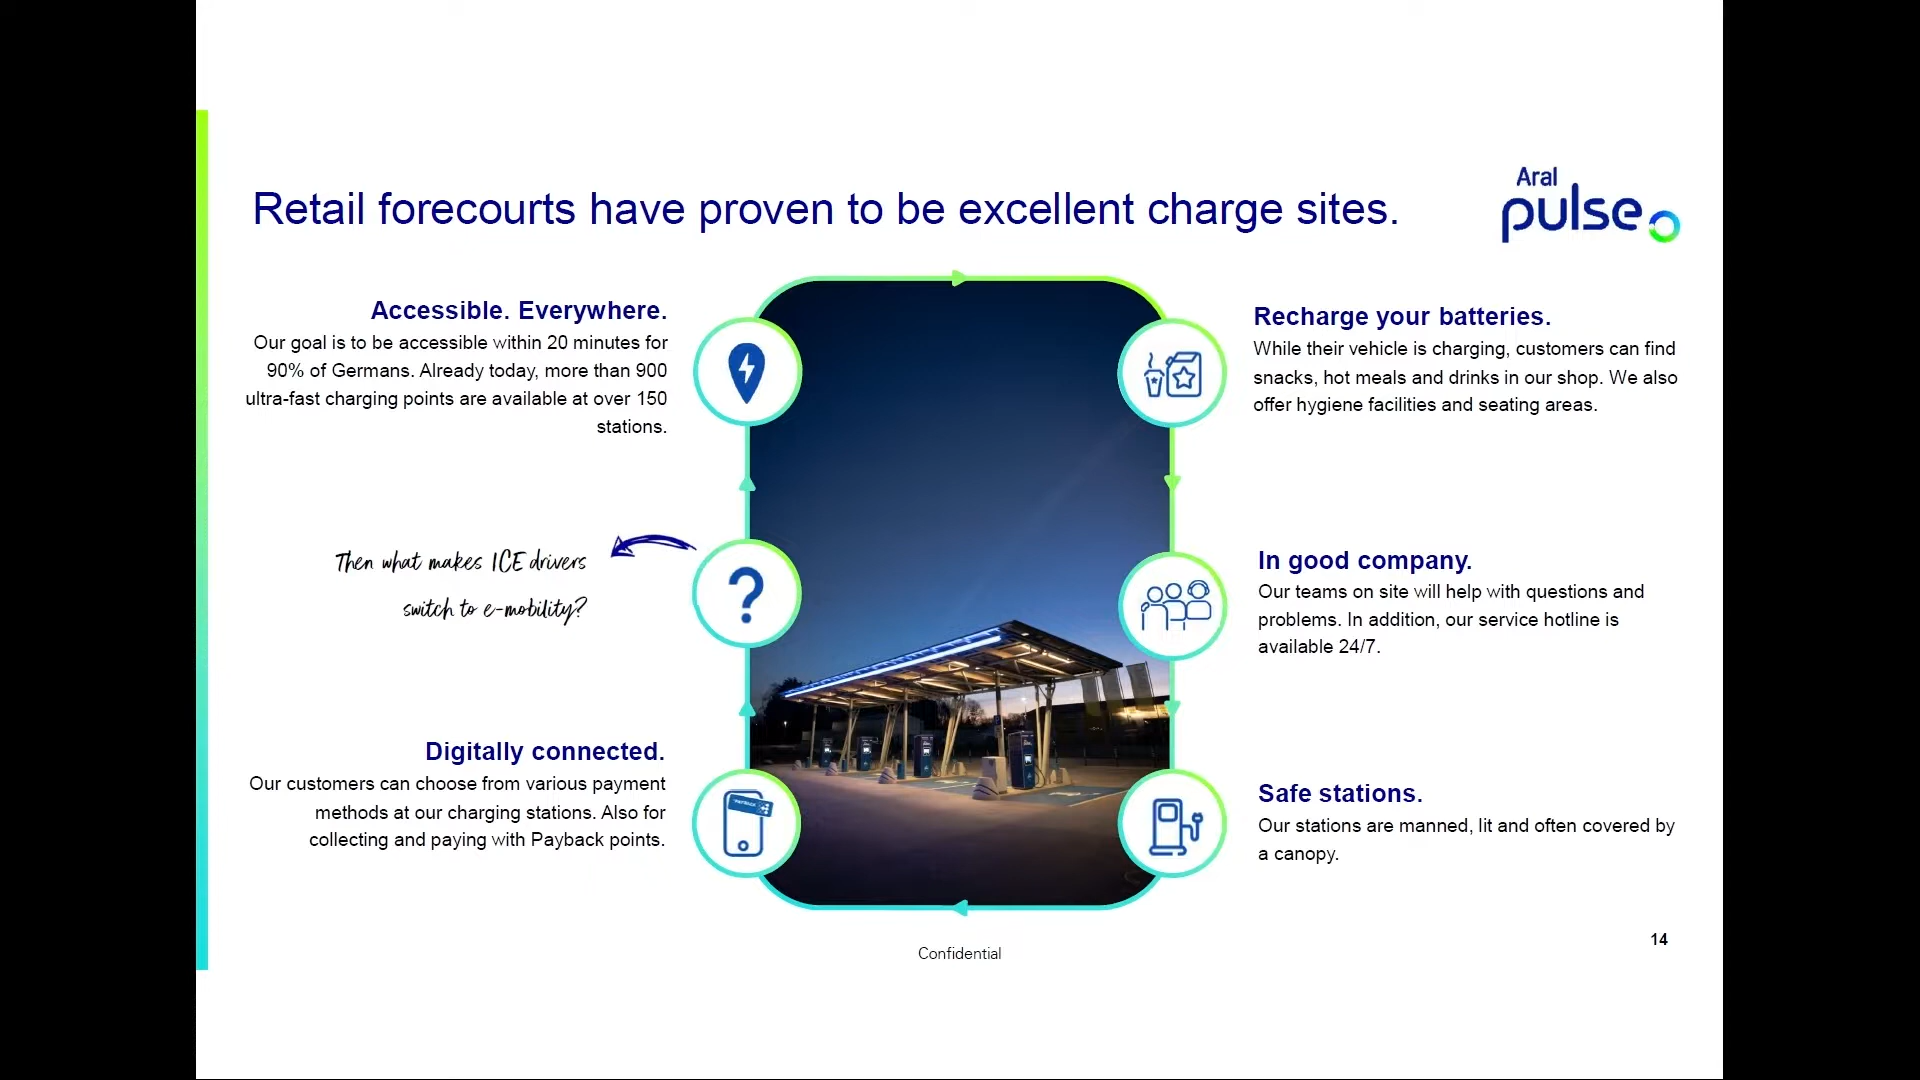 Retail forecourts have proven to be excellent charge sites.
Aral
pulse
Accessible. Everywhere.
Our goal is to be accessible within 20 minutes for
90% of Germans. Already today, more than 900
ultra-fast charging points are available at over 150
stations.
Then what makes ICE drivers
switch to e-mobility?
Digitally connected.
Our customers can choose from various payment
methods at our charging stations. Also for
collecting and paying with Payback points.
PAYBACK
Recharge your batteries.
While their vehicle is charging, customers can find
snacks, hot meals and drinks in our shop. We also
offer hygiene facilities and seating areas.
In good company.
Our teams on site will help with questions and
problems. In addition, our service hotline is
available 24/7.
Safe stations.
Our stations are manned, lit and often covered by
a canopy.
?
Confidential
14